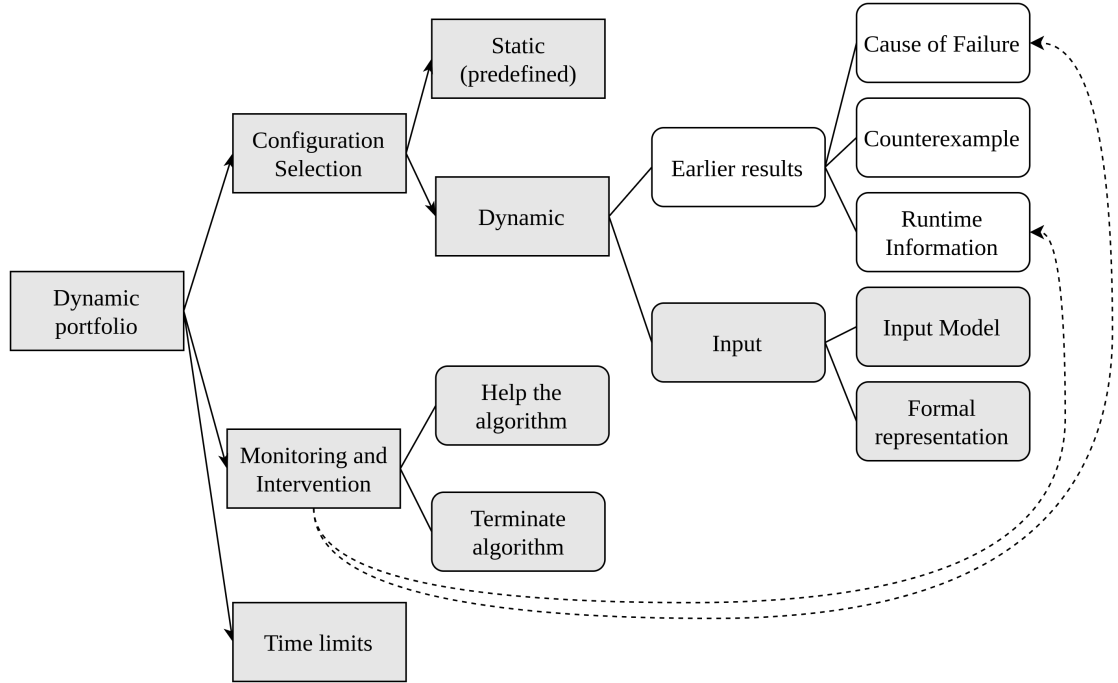 Dynamic
portfolio
Configuration
Selection
Static
(predefined)
Dynamic
Earlier results
Cause of Failure
Counterexample
Runtime
Information
Input
Input Model
Formal
representation
Monitoring and
Intervention
Help the
algorithm
Terminate
algorithm
Time limits